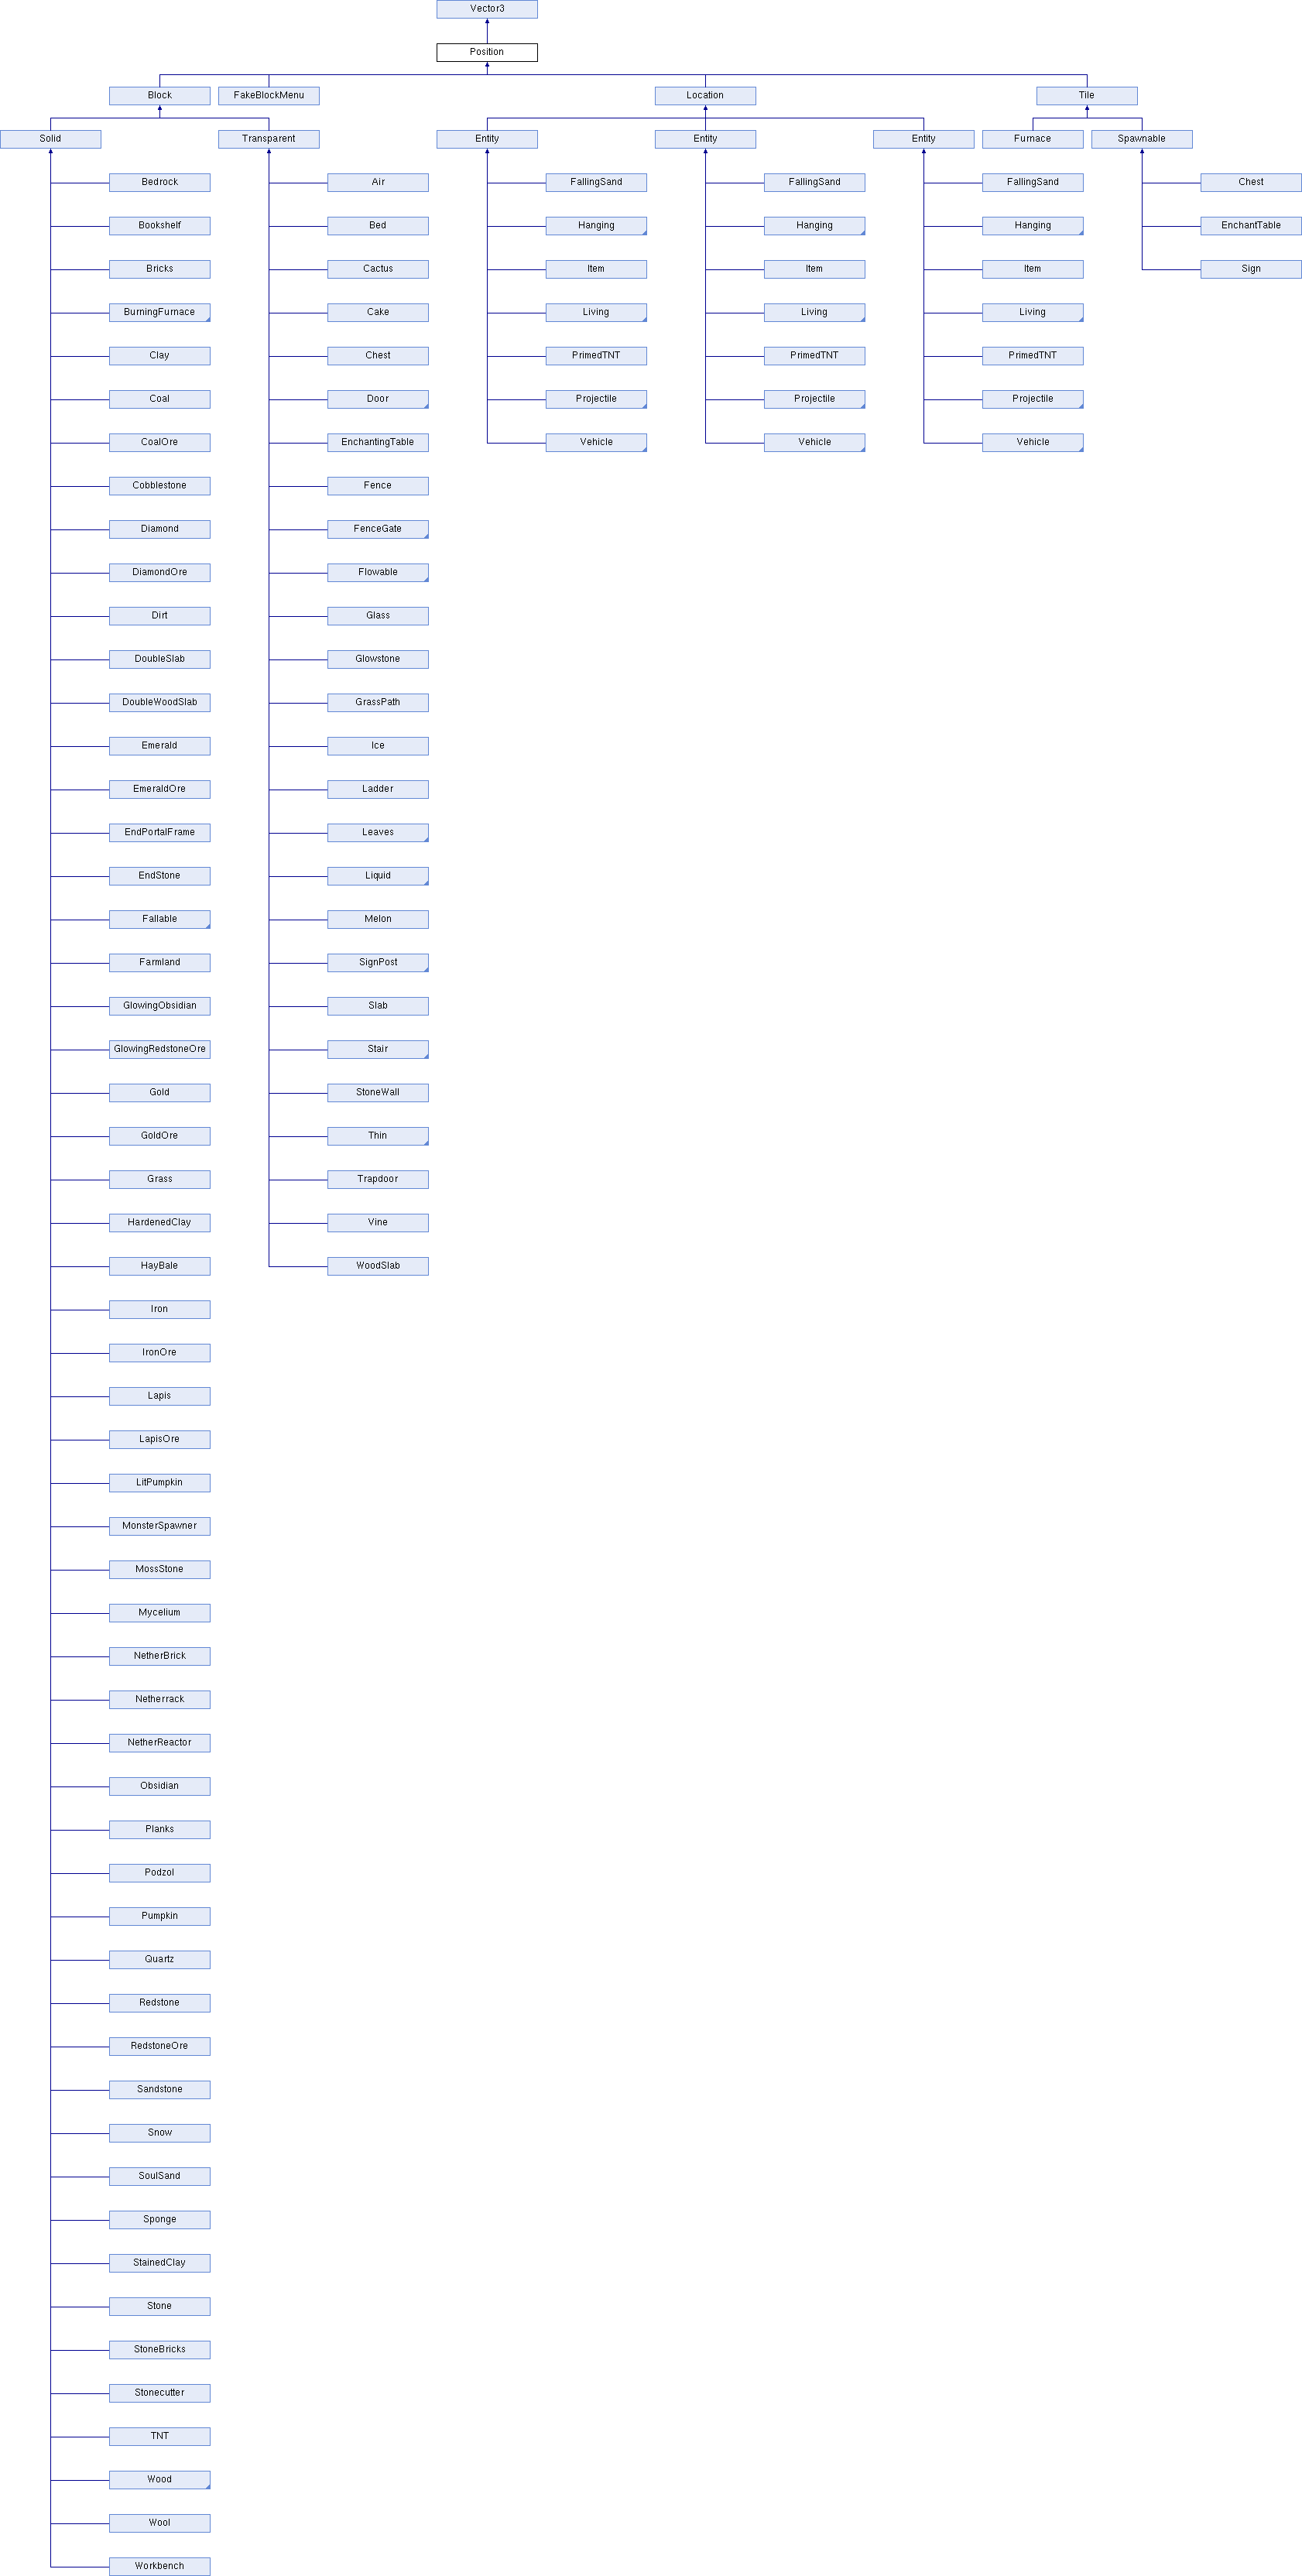 Vector3
Position
Block
FakeBlockMenu
Location
Tile
Solid
Transparent
Entity
Entity
Entity
Furnace
Spawnable
Bedrock
Air
FallingSand
FallingSand
FallingSand
Chest
Bookshelf
Bed
Hanging
Hanging
Hanging
EnchantTable
Bricks
Cactus
Item
Item
Item
Sign
BurningFurnace
Cake
Living
Living
Living
Clay
Chest
PrimedTNT
PrimedTNT
PrimedTNT
Coal
Door
Projectile
Projectile
Projectile
CoalOre
EnchantingTable
Vehicle
Vehicle
Vehicle
Cobblestone
Fence
Diamond
FenceGate
DiamondOre
Flowable
Dirt
Glass
DoubleSlab
Glowstone
DoubleWoodSlab
GrassPath
Emerald
Ice
EmeraldOre
Ladder
EndPortalFrame
Leaves
EndStone
Liquid
Fallable
Melon
Farmland
SignPost
GlowingObsidian
Slab
GlowingRedstoneOre
Stair
Gold
StoneWall
GoldOre
Thin
Grass
Trapdoor
HardenedClay
Vine
HayBale
WoodSlab
Iron
IronOre
Lapis
LapisOre
LitPumpkin
MonsterSpawner
MossStone
Mycelium
NetherBrick
Netherrack
NetherReactor
Obsidian
Planks
Podzol
Pumpkin
Quartz
Redstone
RedstoneOre
Sandstone
Snow
SoulSand
Sponge
StainedClay
Stone
StoneBricks
Stonecutter
TNT
Wood
Wool
Workbench